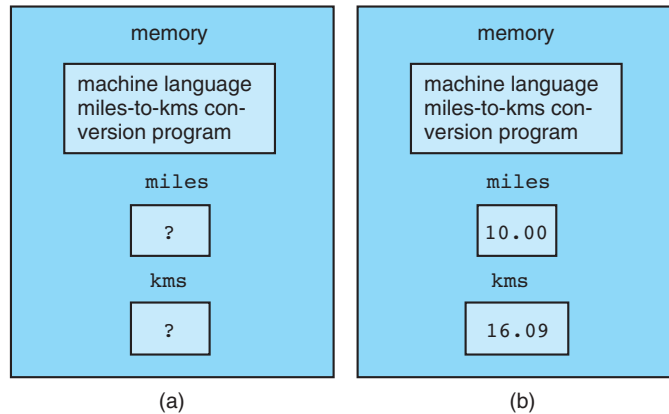 memory
machine language
miles-to-kms con-
version program
miles
?
kms
?
(a)
memory
machine language
miles-to-kms con-
version program
miles
10.00
kms
16.09
(b)